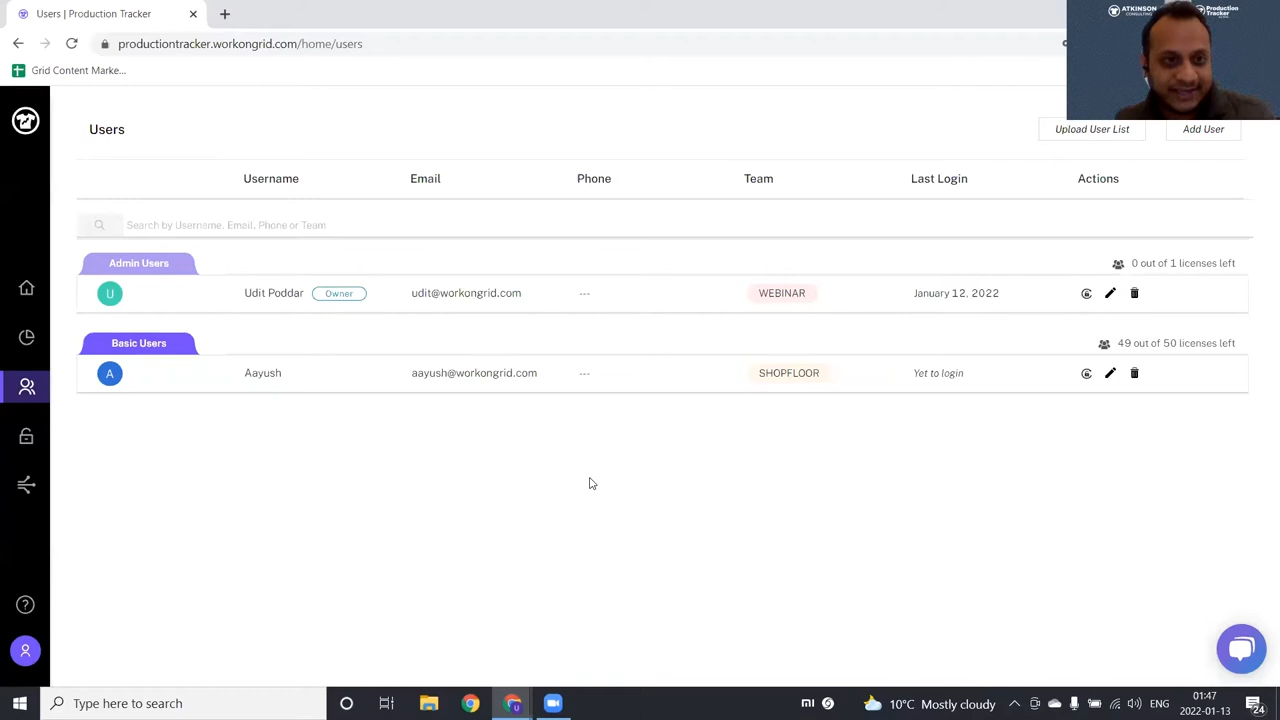 Users | Production Tracker
productiontracker.workongrid.com/home/users
Grid Content Marke...
ATKINSON
CONSULTING
Production
Tracker
Users
Upload User List
Add User
Username
Email
Phone
Team
Last Login
Actions
Search by Username, Email, Phone or Team
Admin Users
0 out of 1 licenses left
U
Udit Poddar
Owner
udit@workongrid.com
---
WEBINAR
January 12, 2022
Basic Users
49 out of 50 licenses left
A
Aayush
aayush@workongrid.com
---
SHOPFLOOR
Yet to login
Type here to search
10°C Mostly cloudy
ENG
01:47
2022-01-13
24